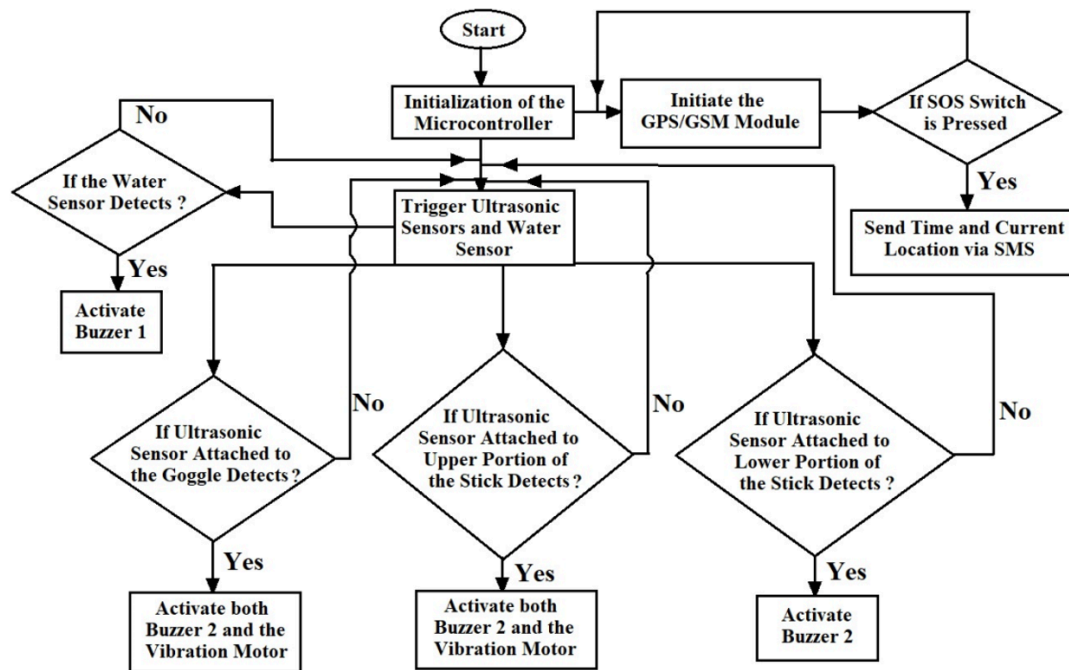 Start
Initialization of the
Microcontroller
Initiate the
GPS/GSM Module
If SOS Switch
is Pressed
Yes
Send Time and Current
Location via SMS
No
If the Water
Sensor Detects ?
Yes
Activate
Buzzer 1
Trigger Ultrasonic
Sensors and Water
Sensor
If Ultrasonic
Sensor Attached to
the Goggle Detects?
No
Yes
Activate both
Buzzer 2 and the
Vibration Motor
If Ultrasonic
Sensor Attached to
Upper Portion of
the Stick Detects ?
No
Yes
Activate both
Buzzer 2 and the
Vibration Motor
If Ultrasonic
Sensor Attached to
Lower Portion of
the Stick Detects ?
No
Yes
Activate
Buzzer 2